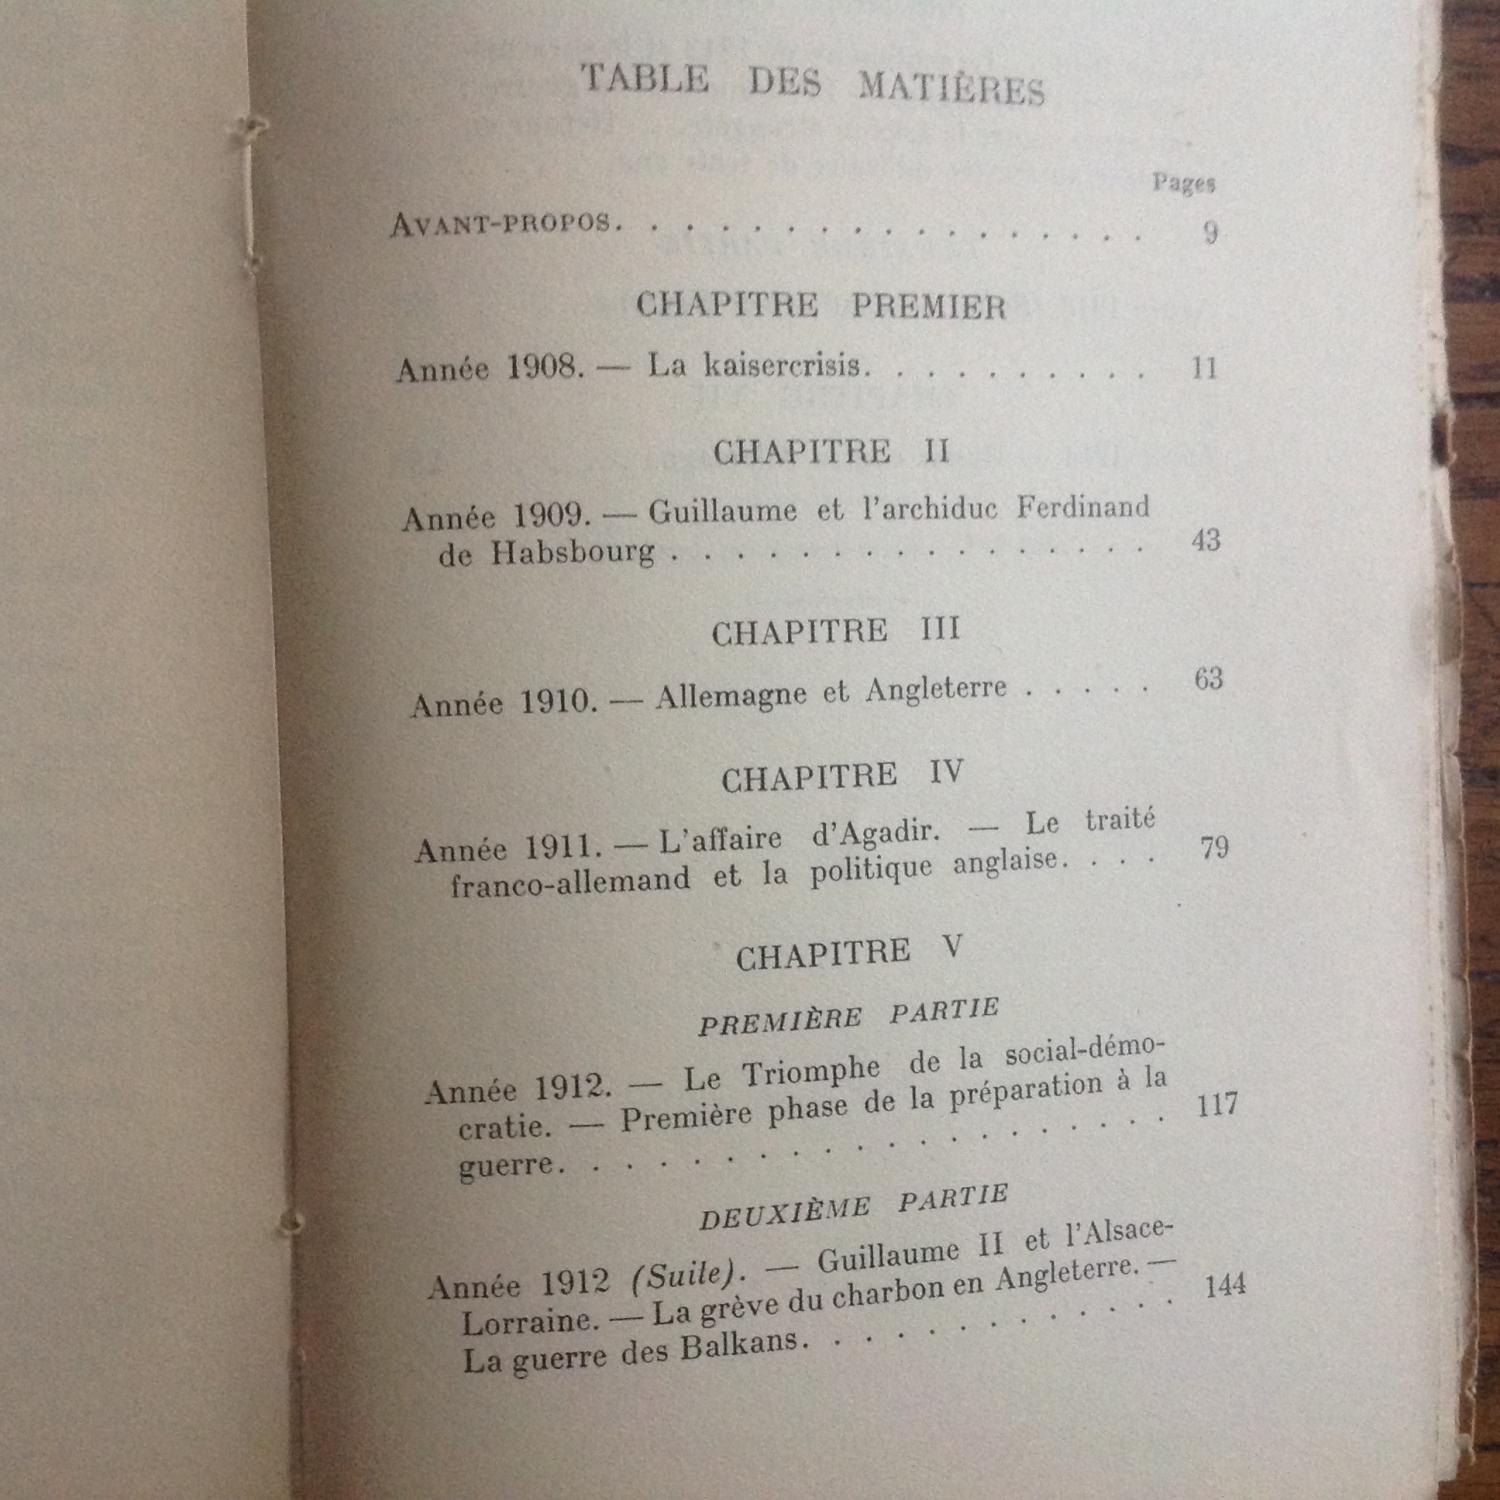 TABLE DES MATIÈRES
Pages
AVANT-PROPOS. . . . . . . . . . . . . . . . . 9
CHAPITRE PREMIER
Année 1908. — La kaisercrisis. . . . . . . . . . 11
CHAPITRE II
Année 1909. — Guillaume et l'archiduc Ferdinand
de Habsbourg . . . . . . . . . . . . . . . 43
CHAPITRE III
Année 1910. — Allemagne et Angleterre . . . . . 63
CHAPITRE IV
Année 1911. — L'affaire d'Agadir. — Le traité
franco-allemand et la politique anglaise. . . . 79
CHAPITRE V
PREMIÈRE PARTIE
Année 1912. — Le Triomphe de la social-démo-
cratie. — Première phase de la préparation à la
guerre. . . . . . . . . . . . . . . . . . . 117
DEUXIÈME PARTIE
Année 1912 (Suite). — Guillaume II et l'Alsace-
Lorraine. — La grève du charbon en Angleterre. —
La guerre des Balkans. . . . . . . . . . . . 144